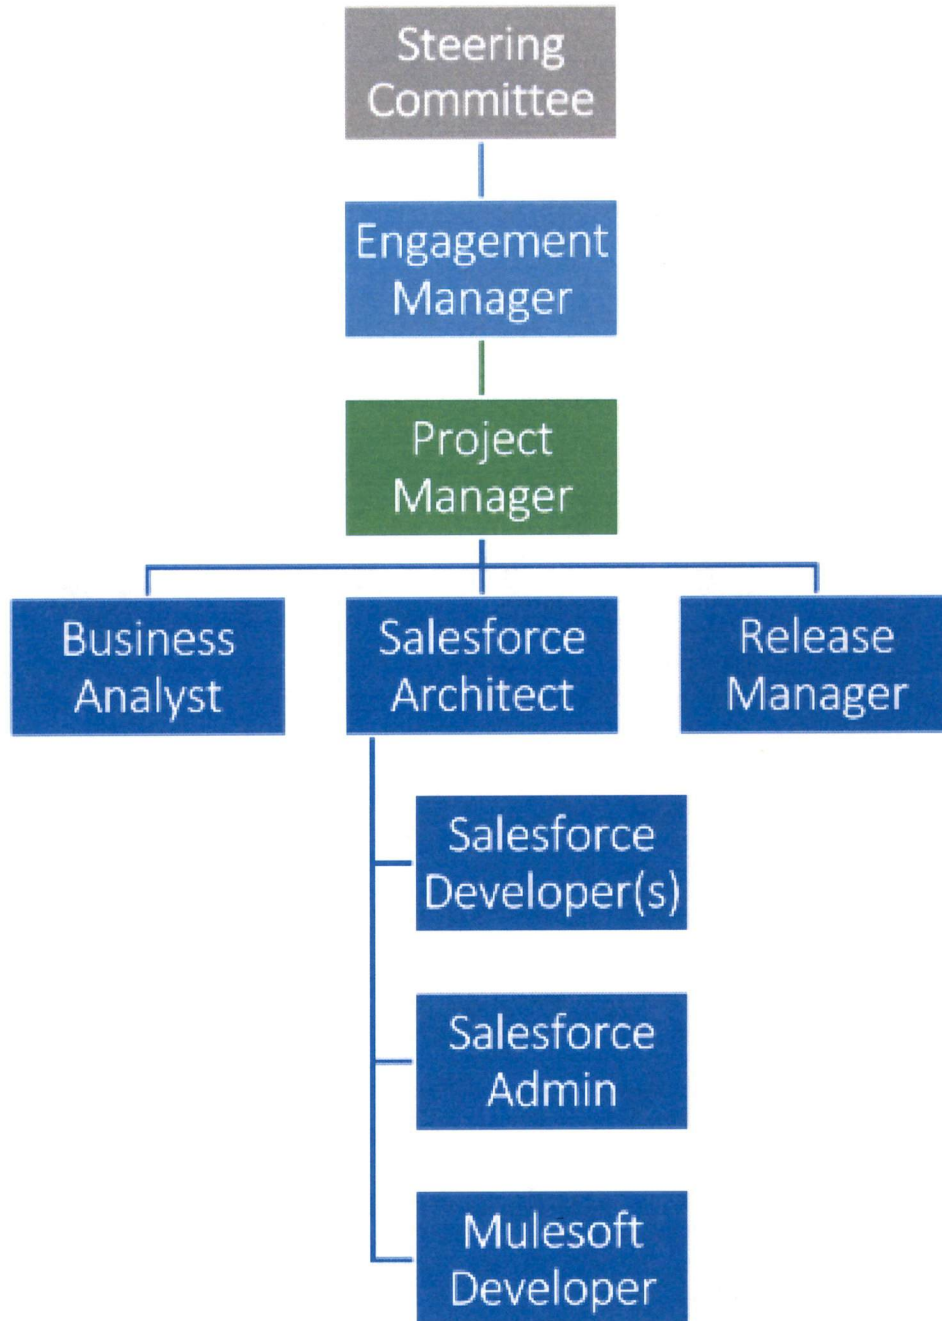 Steering
Committee
Engagement
Manager
Project
Manager
Business
Analyst
Salesforce
Architect
Release
Manager
Salesforce
Developer(s)
Salesforce
Admin
Mulesoft
Developer